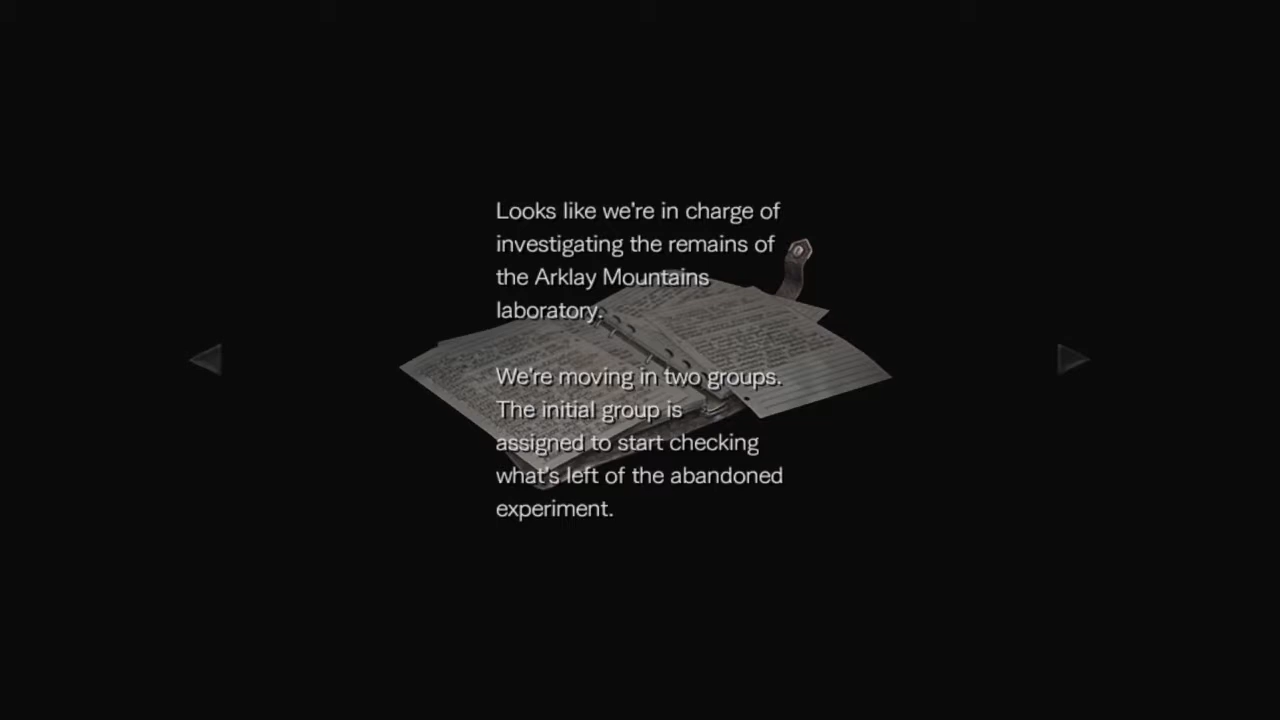 Looks like we're in charge of
investigating the remains of
the Arklay Mountains
laboratory.
We're moving in two groups.
The initial group is
assigned to start checking
what's left of the abandoned
experiment.